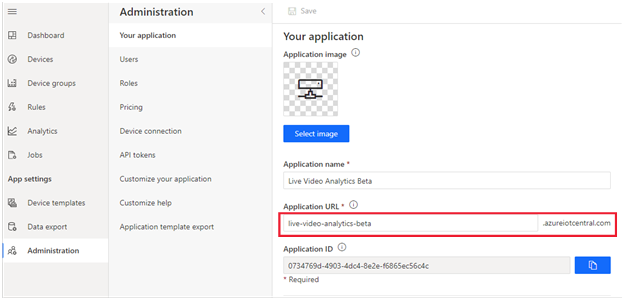 Dashboard
Devices
Device groups
Rules
Analytics
Jobs
App settings
Device templates
Data export
Administration
Administration
Your application
Users
Roles
Pricing
Device connection
API tokens
Customize your application
Customize help
Application template export
Save
Your application
Application image
Select image
Application name *
Live Video Analytics Beta
Application URL *
live-video-analytics-beta .azureiotcentral.com
Application ID
0734769d-4903-4dc4-8e2e-f6865ec56c4c
* Required